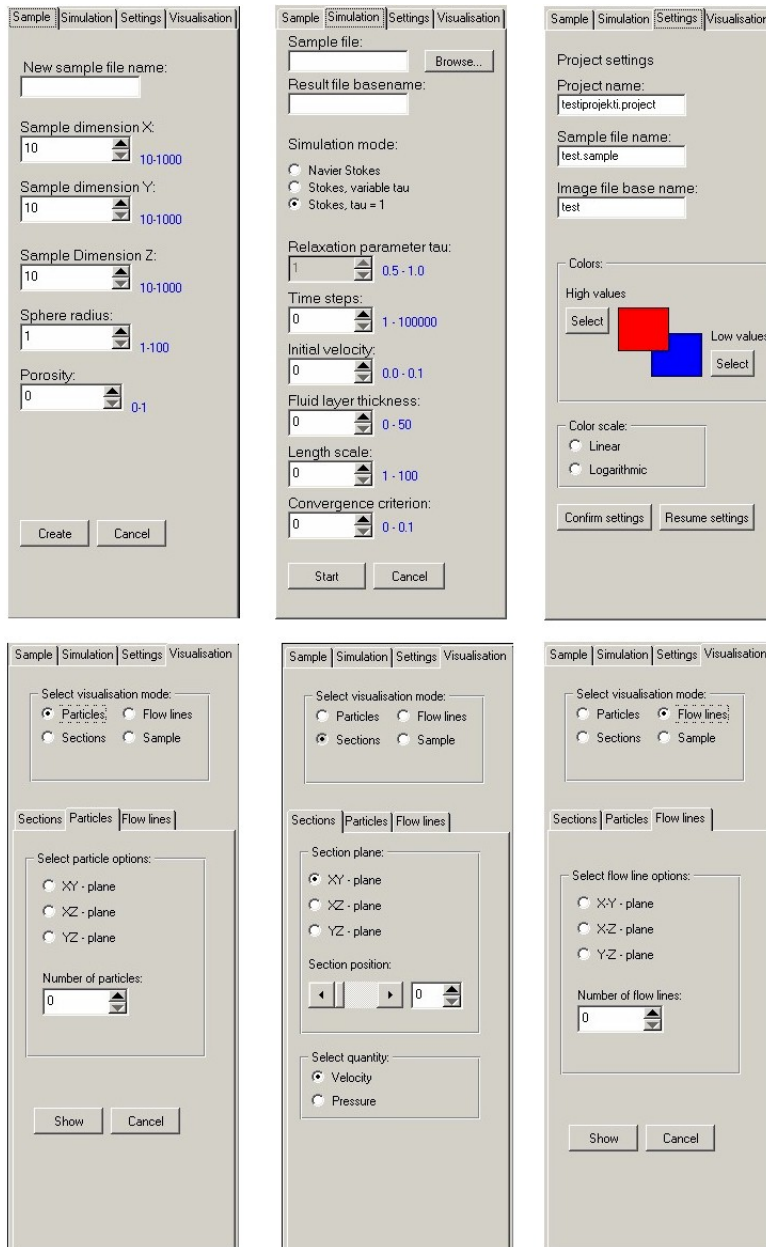 Sample Simulation Settings Visualisation
New sample file name:
Sample dimension X:
10
10-1000
Sample dimension Y:
10
10-1000
Sample Dimension Z:
10
10-1000
Sphere radius:
1
1-100
Porosity:
0
0-1
Create Cancel
Sample Simulation Settings Visualisation
Sample file:
Browse...
Result file basename:
Simulation mode:
Navier Stokes
Stokes, variable tau
Stokes, tau = 1
Relaxation parameter tau:
1
0.5 - 1.0
Time steps:
0
1 - 100000
Initial velocity:
0
0.0 - 0.1
Fluid layer thickness:
0
0 - 50
Length scale:
0
1 - 100
Convergence criterion:
0
0 - 0.1
Start Cancel
Sample Simulation Settings Visualisation
Project settings
Project name:
testiprojekti.project
Sample file name:
test.sample
Image file base name:
test
Colors:
High values
Select
Low values
Select
Color scale:
Linear
Logarithmic
Confirm settings Resume settings
Sample Simulation Settings Visualisation
Select visualisation mode:
Particles Flow lines
Sections Sample
Sections Particles Flow lines
Select particle options:
XY - plane
XZ - plane
YZ - plane
Number of particles:
0
Show Cancel
Sample Simulation Settings Visualisation
Select visualisation mode:
Particles Flow lines
Sections Sample
Sections Particles Flow lines
Section plane:
XY - plane
XZ - plane
YZ - plane
Section position:
0
Select quantity:
Velocity
Pressure
Sample Simulation Settings Visualisation
Select visualisation mode:
Particles Flow lines
Sections Sample
Sections Particles Flow lines
Select flow line options:
X-Y - plane
X-Z - plane
Y-Z - plane
Number of flow lines:
0
Show Cancel